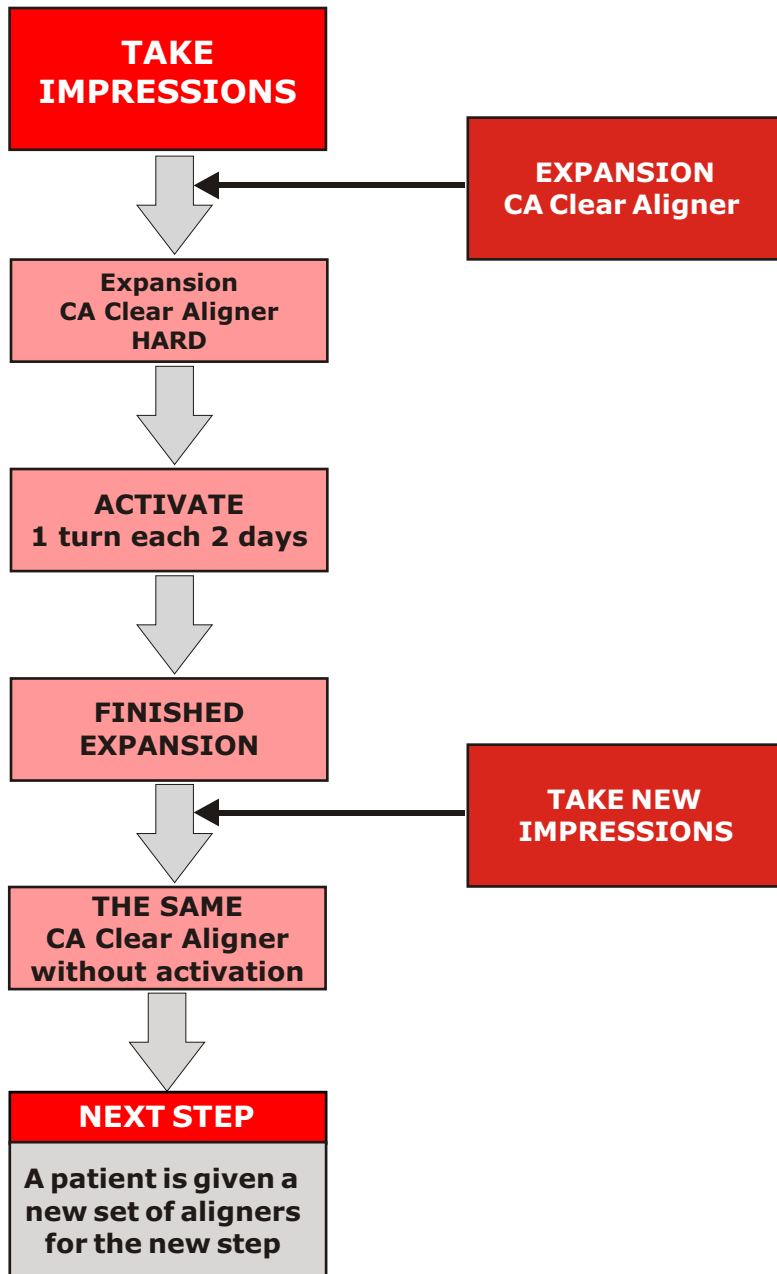 TAKE
IMPRESSIONS
EXPANSION
CA Clear Aligner
Expansion
CA Clear Aligner
HARD
ACTIVATE
1 turn each 2 days
FINISHED
EXPANSION
TAKE NEW
IMPRESSIONS
THE SAME
CA Clear Aligner
without activation
NEXT STEP
A patient is given a
new set of aligners
for the new step